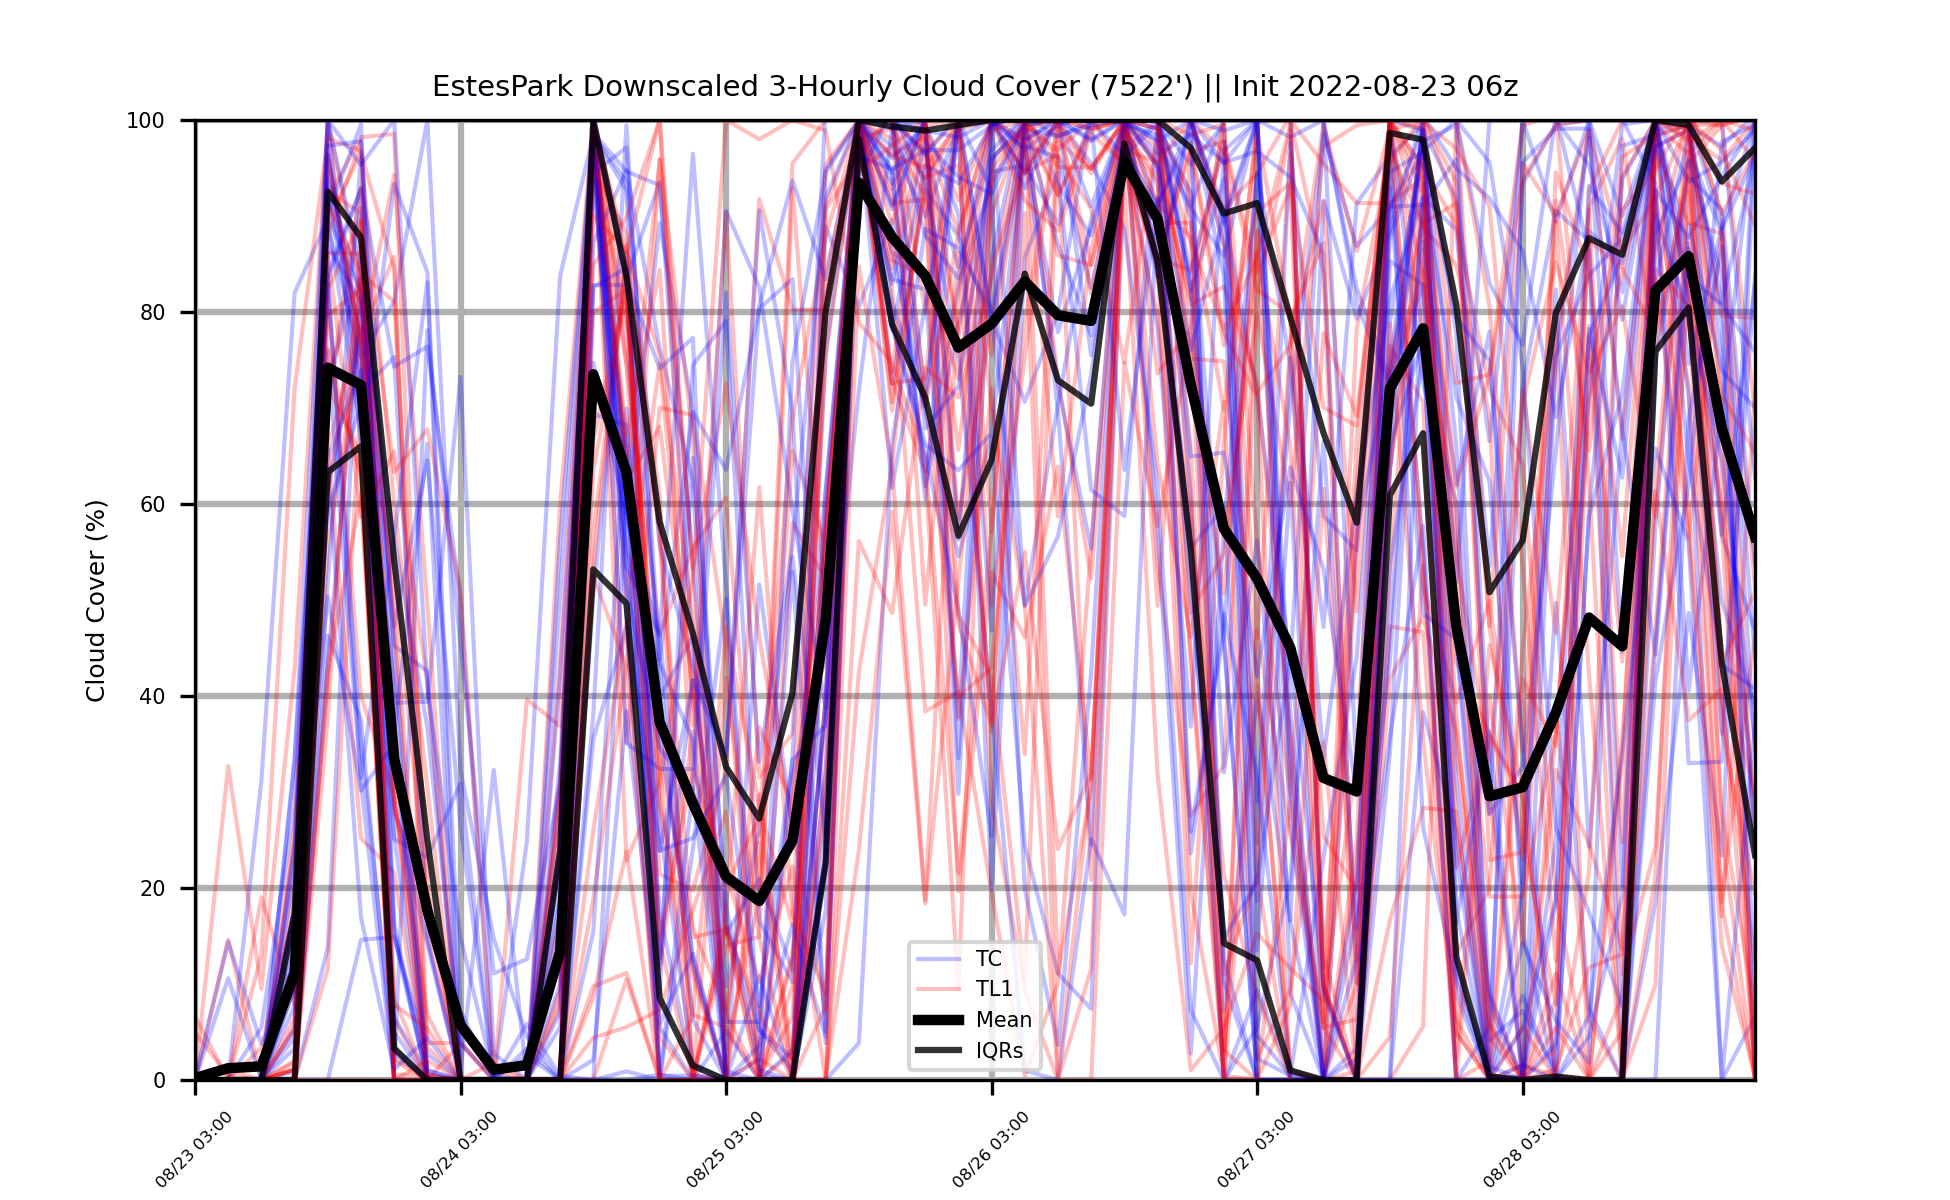 EstesPark Downscaled 3-Hourly Cloud Cover (7522') || Init 2022-08-23 06z
Cloud Cover (%)
100
80
60
40
20
0
TC
TL1
Mean
IQRs
08/23 03:00
08/24 03:00
08/25 03:00
08/26 03:00
08/27 03:00
08/28 03:00